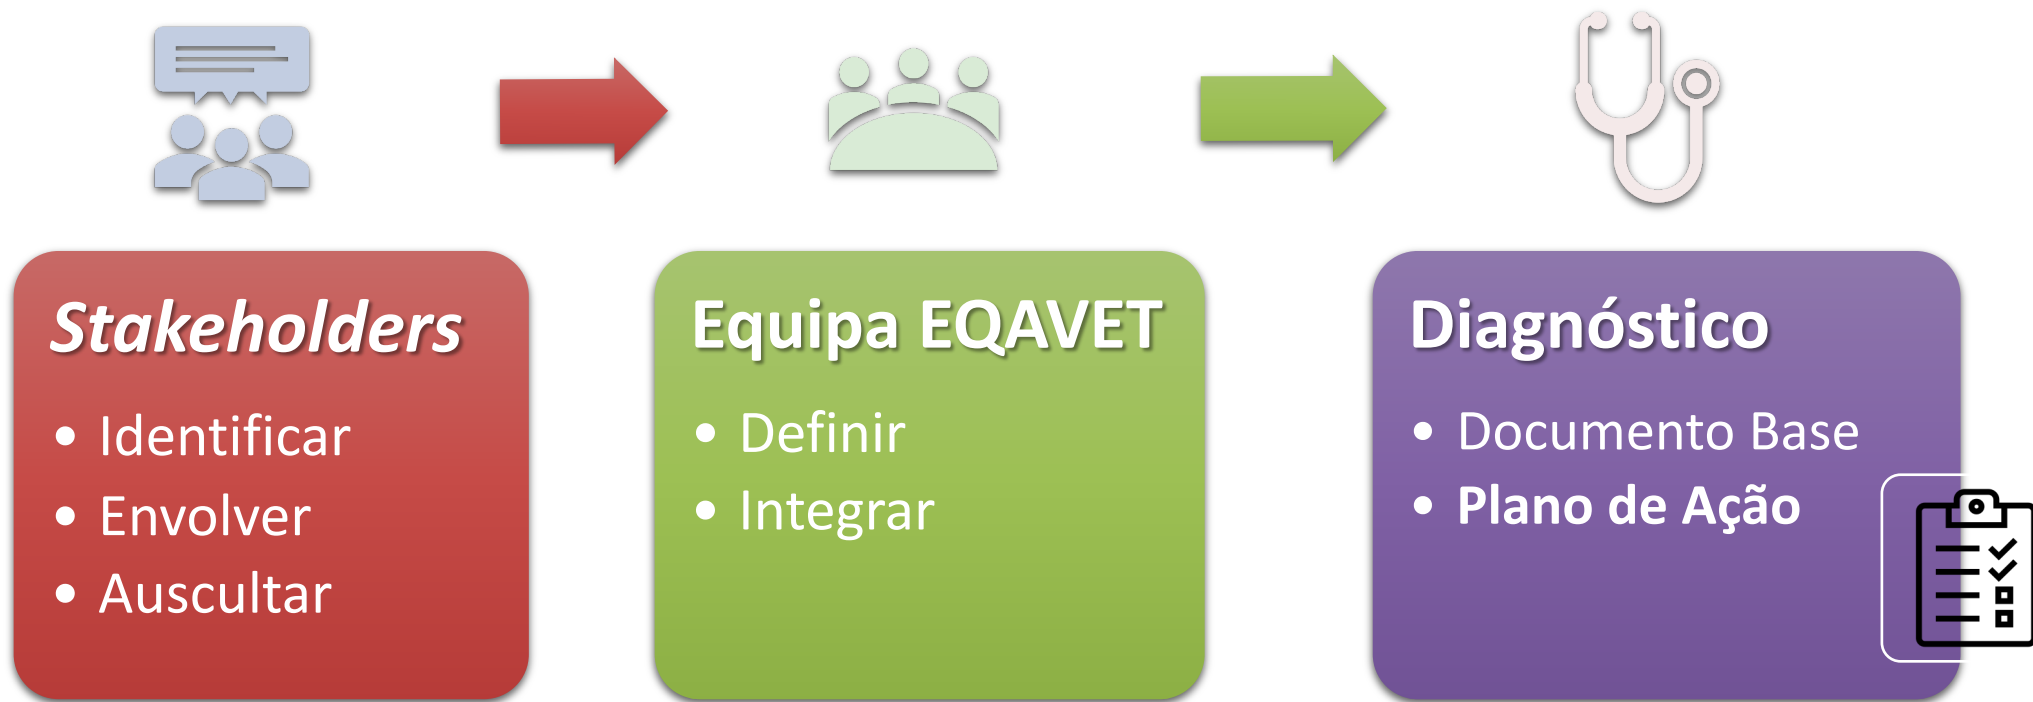 Stakeholders
• Identificar
• Envolver
• Auscultar
Equipa EQAVET
• Definir
• Integrar
Diagnóstico
• Documento Base
• Plano de Ação